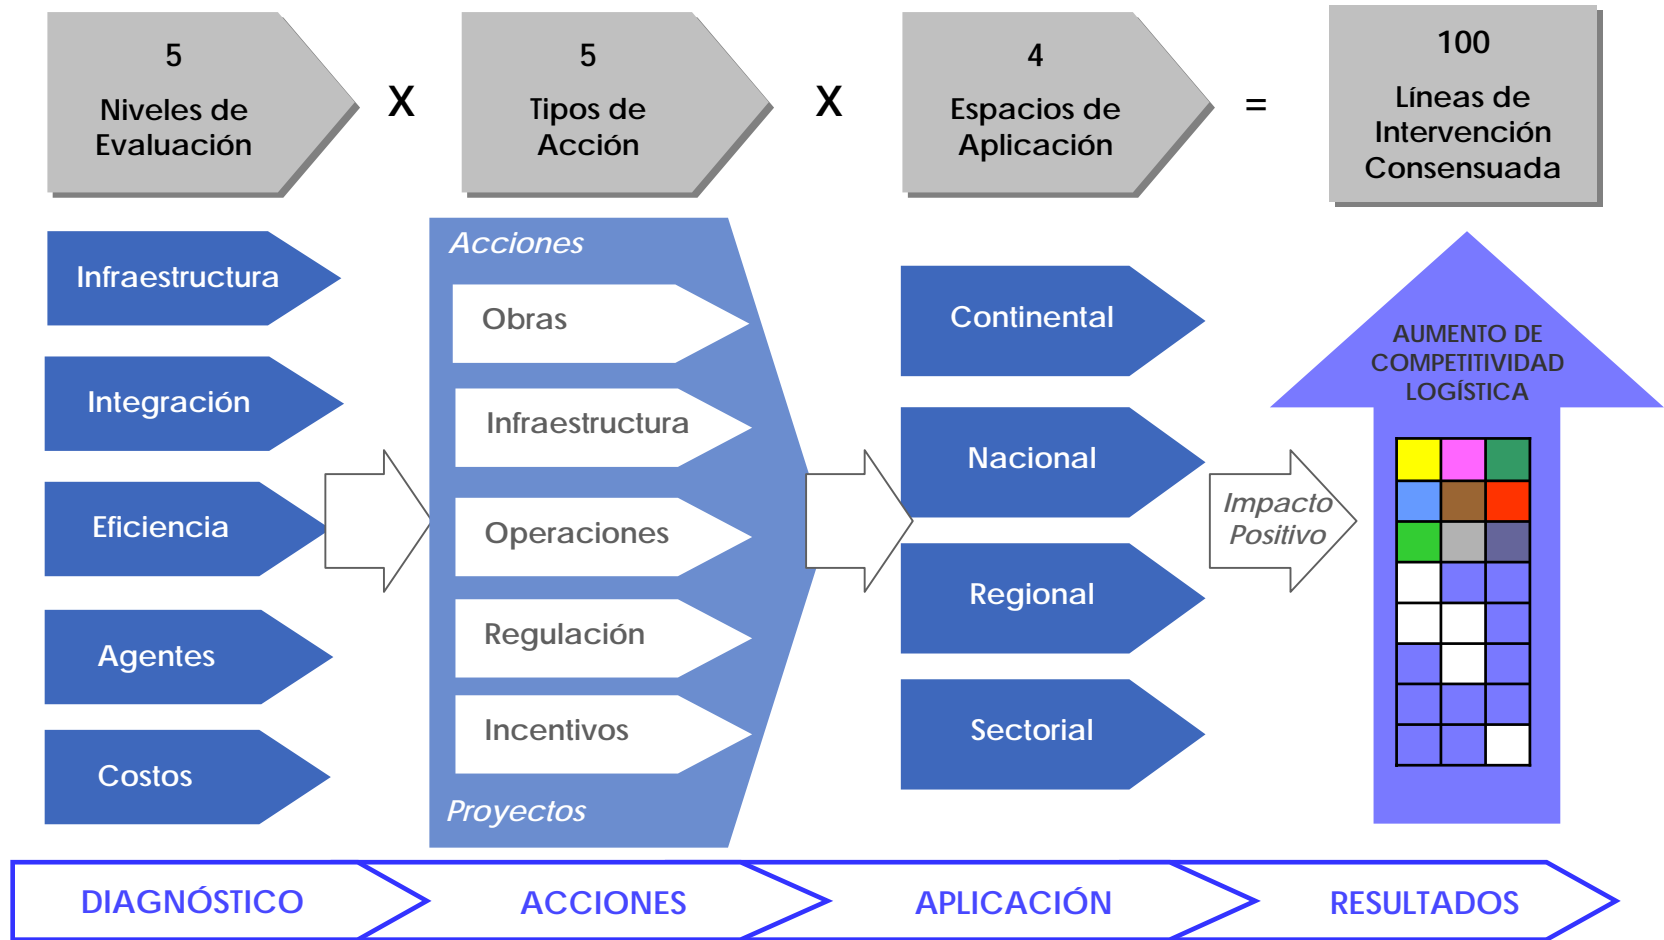 5
Niveles de
Evaluación
X
5
Tipos de
Acción
X
4
Espacios de
Aplicación
=
100
Líneas de
Intervención
Consensuada
Infraestructura
Integración
Eficiencia
Agentes
Costos
Acciones
Obras
Infraestructura
Operaciones
Regulación
Incentivos
Proyectos
Continental
Nacional
Regional
Sectorial
Impacto
Positivo
AUMENTO DE
COMPETITIVIDAD
LOGÍSTICA
DIAGNÓSTICO
ACCIONES
APLICACIÓN
RESULTADOS